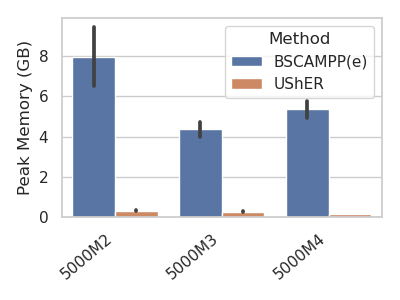 Peak Memory (GB)
8
6
4
2
0
Method
BSCAMPP(e)
UShER
5000M2
5000M3
5000M4